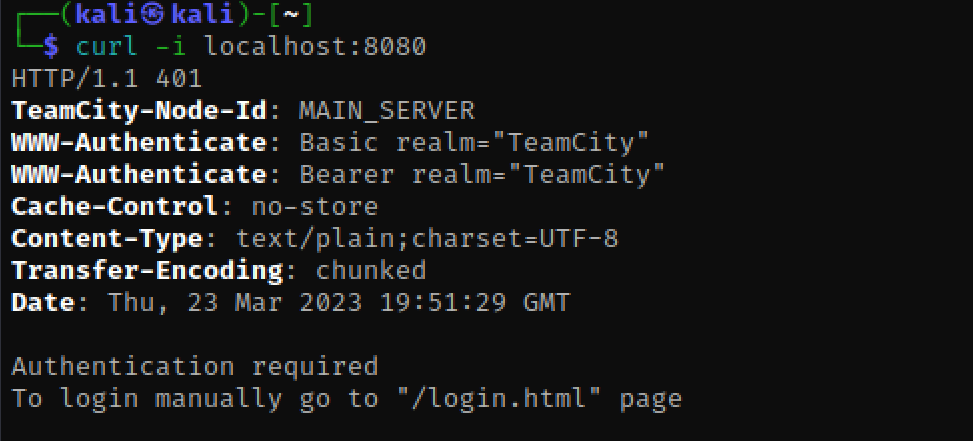 ┌──(kali㉿kali)-[~]
└─$ curl -i localhost:8080
HTTP/1.1 401
TeamCity-Node-Id: MAIN_SERVER
WWW-Authenticate: Basic realm="TeamCity"
WWW-Authenticate: Bearer realm="TeamCity"
Cache-Control: no-store
Content-Type: text/plain;charset=UTF-8
Transfer-Encoding: chunked
Date: Thu, 23 Mar 2023 19:51:29 GMT

Authentication required
To login manually go to "/login.html" page